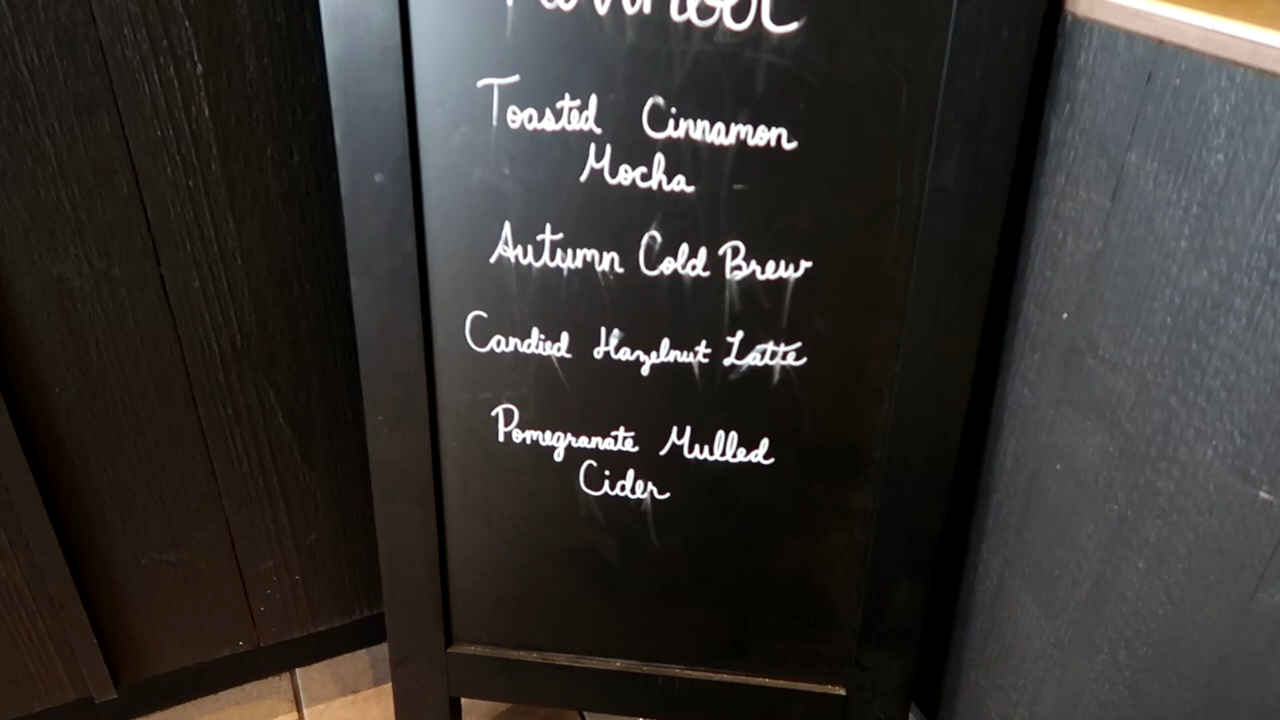 Toasted Cinnamon
Mocha
Autumn Cold Brew
Candied Hazelnut Latte
Pomegranate Mulled
Cider